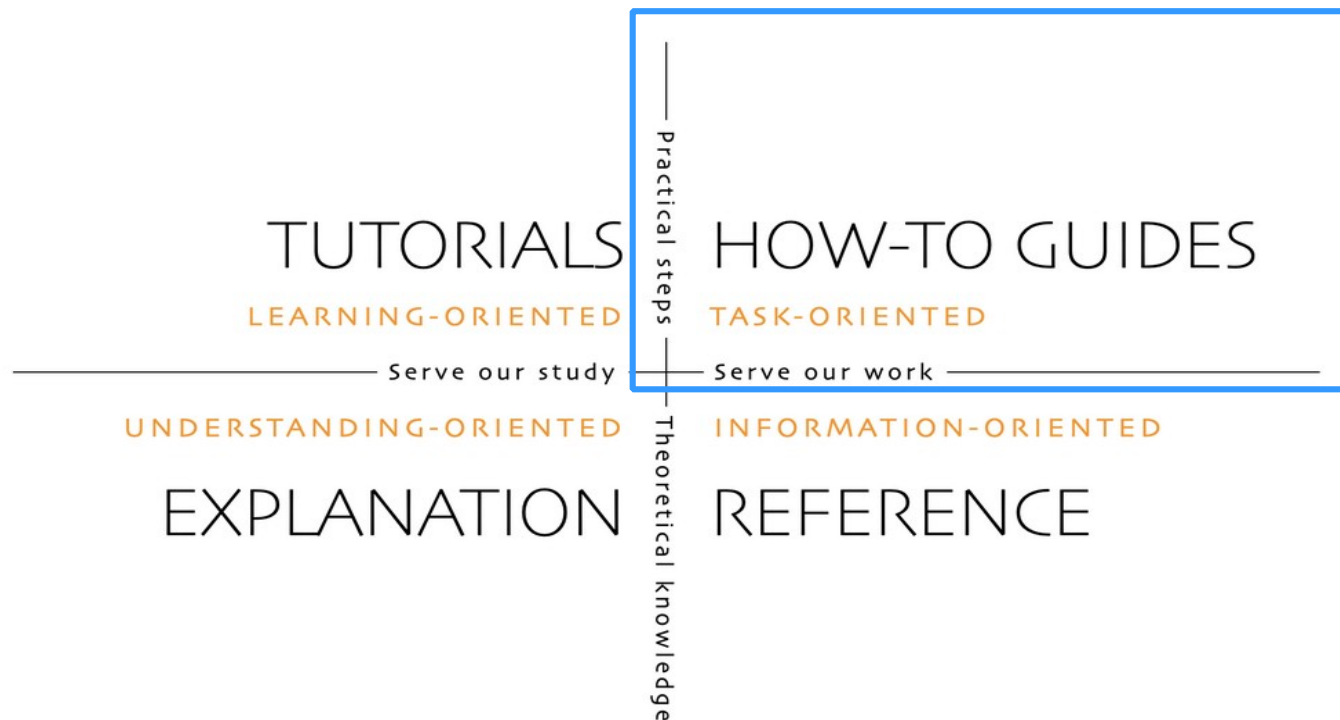 Practical steps
TUTORIALS
HOW-TO GUIDES
LEARNING-ORIENTED
TASK-ORIENTED
Serve our study
Serve our work
UNDERSTANDING-ORIENTED
INFORMATION-ORIENTED
EXPLANATION
REFERENCE
Theoretical knowledge